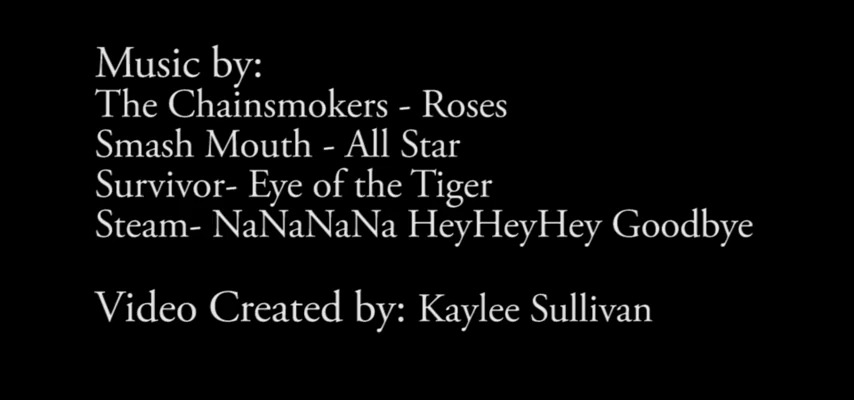 Music by:
The Chainsmokers - Roses
Smash Mouth - All Star
Survivor- Eye of the Tiger
Steam- NaNaNaNa HeyHeyHey Goodbye
Video Created by: Kaylee Sullivan